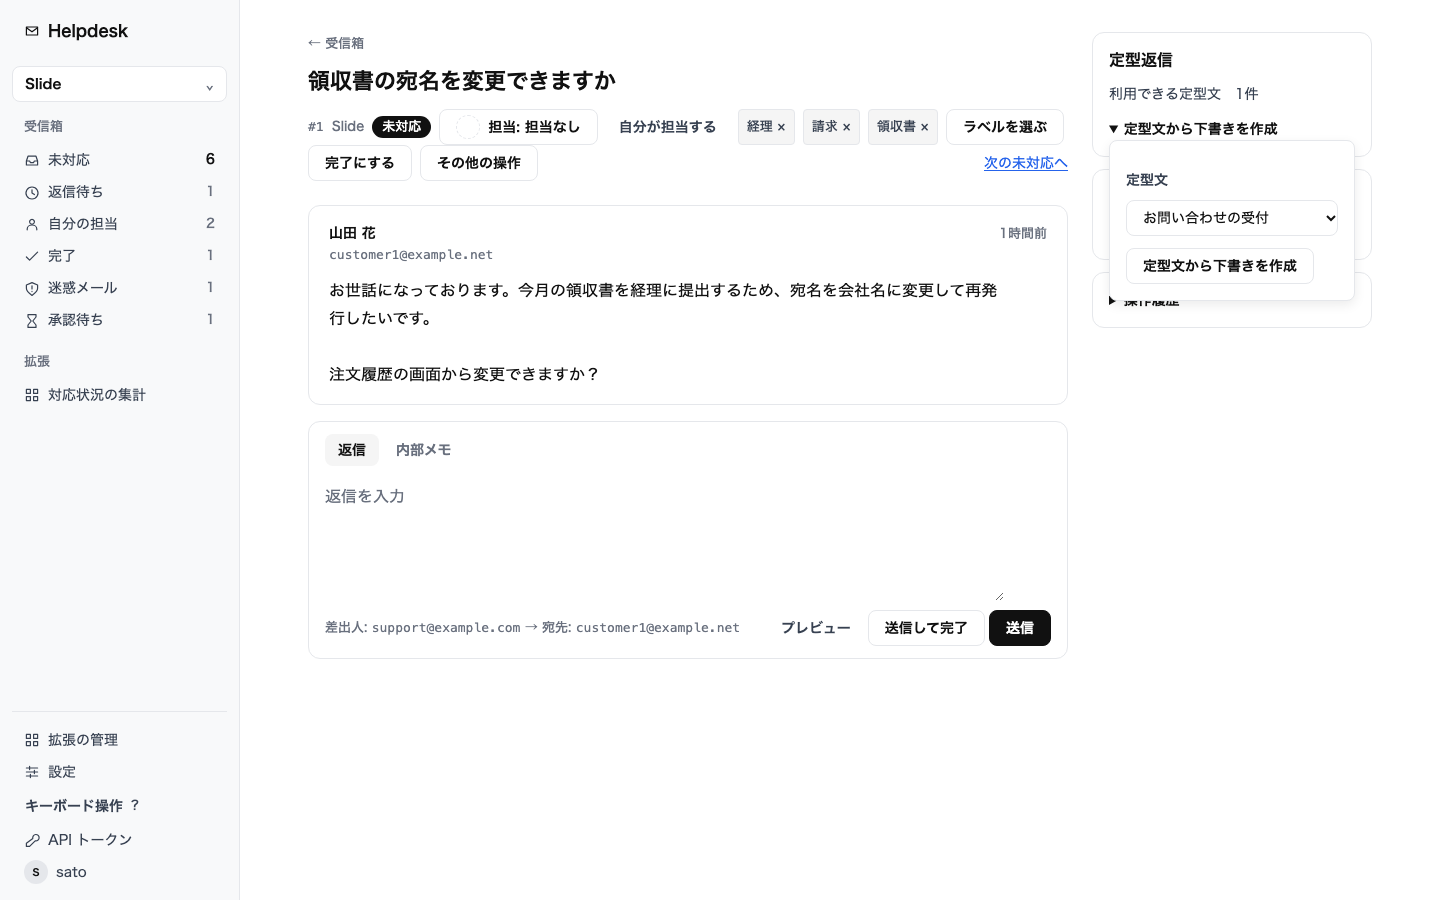 Helpdesk
Slide
受信箱
未対応 6
返信待ち 1
自分の担当 2
完了 1
迷惑メール 1
承認待ち 1
拡張
対応状況の集計
拡張の管理
設定
キーボード操作 ?
API トークン
S sato
← 受信箱
領収書の宛名を変更できますか
#1 Slide 未対応 担当: 担当なし 自分が担当する 経理 × 請求 × 領収書 × ラベルを選ぶ
完了にする その他の操作 次の未対応へ
山田 花 1時間前
customer1@example.net
お世話になっております。今月の領収書を経理に提出するため、宛名を会社名に変更して再発
行したいです。
注文履歴の画面から変更できますか？
返信 内部メモ
返信を入力
差出人: support@example.com → 宛先: customer1@example.net プレビュー 送信して完了 送信
定型返信
利用できる定型文 1件
▼ 定型文から下書きを作成
定型文
お問い合わせの受付
定型文から下書きを作成
▶ 操作履歴